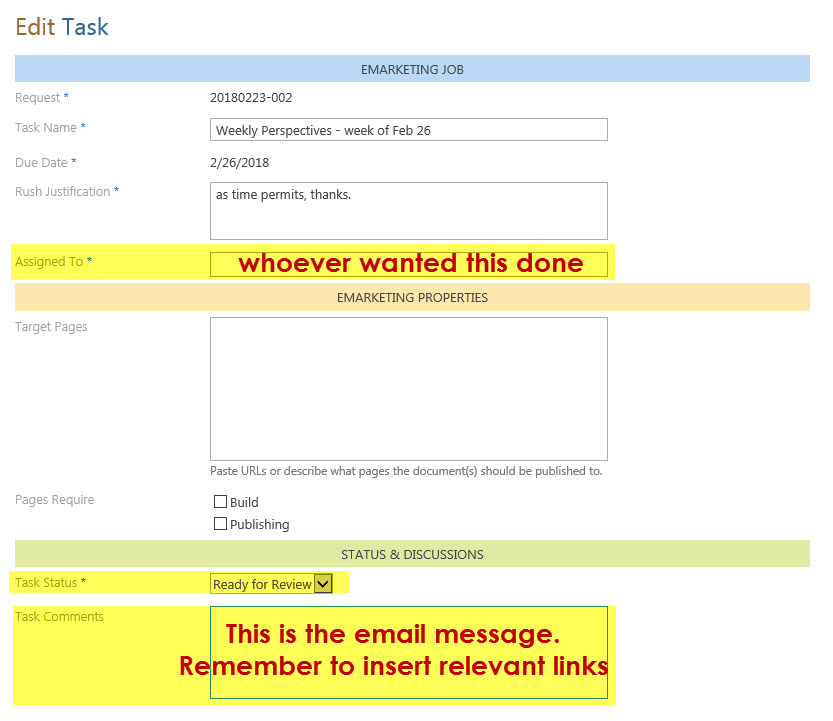 Edit Task
EMARKETING JOB
Request * 20180223-002
Task Name * Weekly Perspectives - week of Feb 26
Due Date * 2/26/2018
Rush Justification * as time permits, thanks.
Assigned To * whoever wanted this done
EMARKETING PROPERTIES
Target Pages
Paste URLs or describe what pages the document(s) should be published to.
Pages Require Build
Publishing
STATUS & DISCUSSIONS
Task Status * Ready for Review
Task Comments
This is the email message.
Remember to insert relevant links